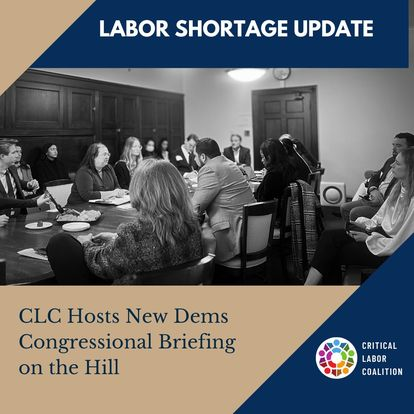 LABOR SHORTAGE UPDATE
CLC Hosts New Dems
Congressional Briefing
on the Hill
CRITICAL
LABOR
COALITION